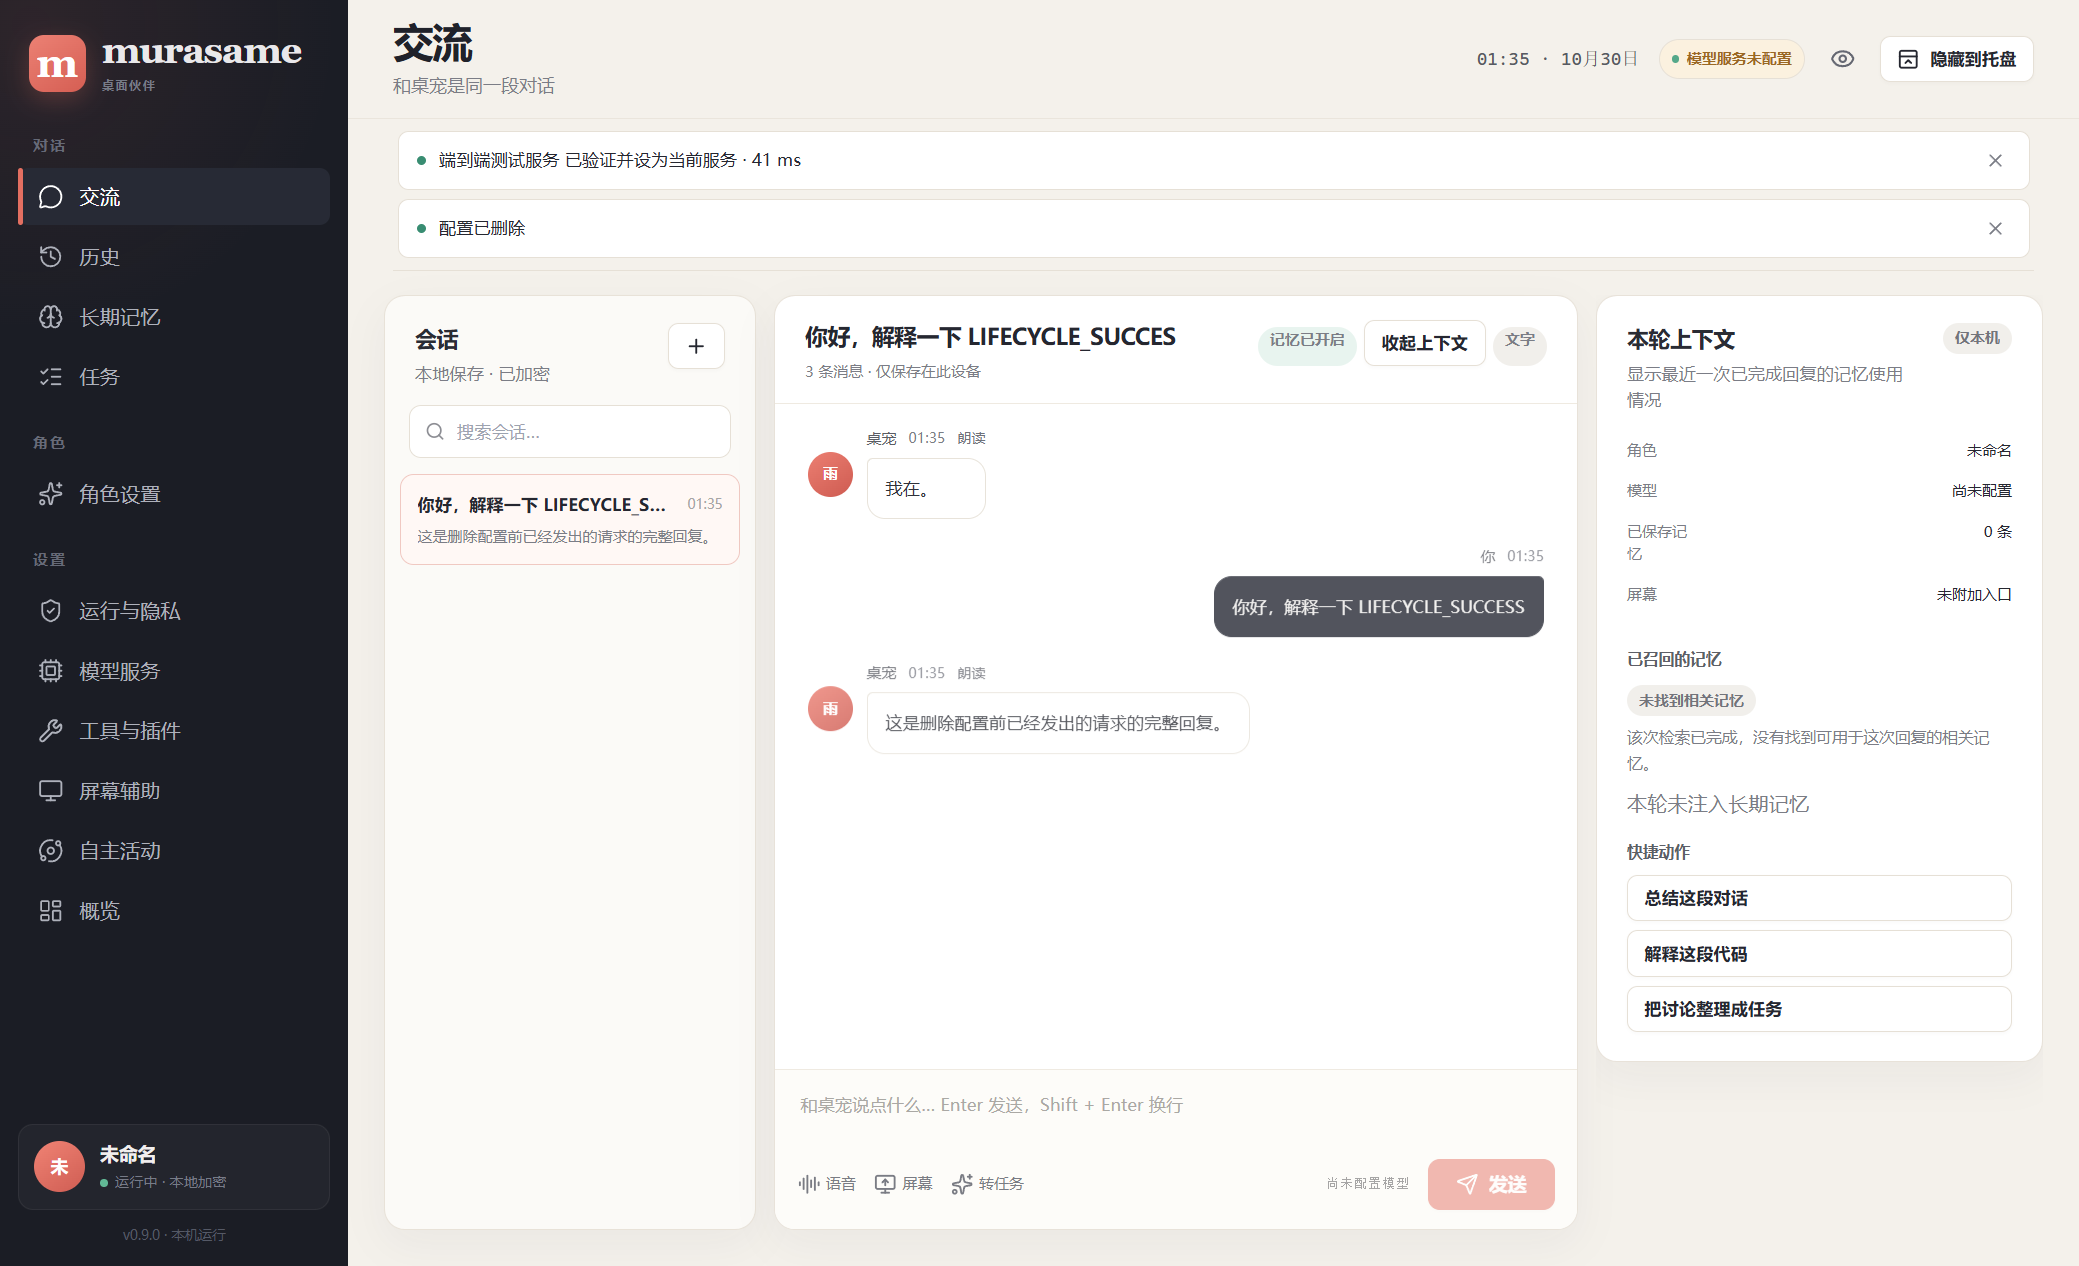 m
murasame
桌面伙伴
对话
交流
历史
长期记忆
任务
角色
角色设置
设置
运行与隐私
模型服务
工具与插件
屏幕辅助
自主活动
概览
未
未命名
运行中 · 本地加密
v0.9.0 · 本机运行
交流
和桌宠是同一段对话
01:35 · 10月30日
模型服务未配置
隐藏到托盘
端到端测试服务 已验证并设为当前服务 · 41 ms
配置已删除
会话
本地保存 · 已加密
搜索会话...
你好，解释一下 LIFECYCLE_S... 01:35
这是删除配置前已经发出的请求的完整回复。
你好，解释一下 LIFECYCLE_SUCCES
3 条消息 · 仅保存在此设备
记忆已开启
收起上下文
文字
桌宠 01:35 朗读
雨
我在。
你 01:35
你好，解释一下 LIFECYCLE_SUCCESS
桌宠 01:35 朗读
雨
这是删除配置前已经发出的请求的完整回复。
和桌宠说点什么... Enter 发送，Shift + Enter 换行
语音
屏幕
转任务
尚未配置模型
发送
本轮上下文
仅本机
显示最近一次已完成回复的记忆使用
情况
角色 未命名
模型 尚未配置
已保存记
忆
0 条
屏幕 未附加入口
已召回的记忆
未找到相关记忆
该次检索已完成，没有找到可用于这次回复的相关记
忆。
本轮未注入长期记忆
快捷动作
总结这段对话
解释这段代码
把讨论整理成任务